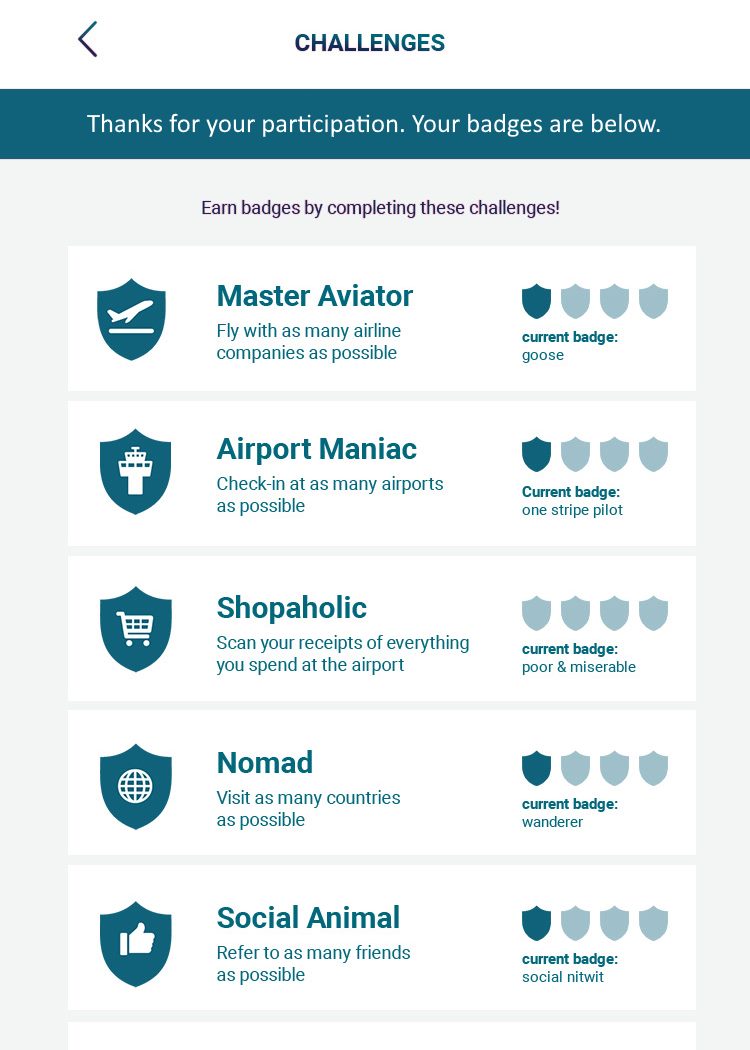 CHALLENGES
Thanks for your participation. Your badges are below.
Earn badges by completing these challenges!
Master Aviator
Fly with as many airline
companies as possible
current badge:
goose
Airport Maniac
Check-in at as many airports
as possible
Current badge:
one stripe pilot
Shopaholic
Scan your receipts of everything
you spend at the airport
current badge:
poor & miserable
Nomad
Visit as many countries
as possible
current badge:
wanderer
Social Animal
Refer to as many friends
as possible
current badge:
social nitwit